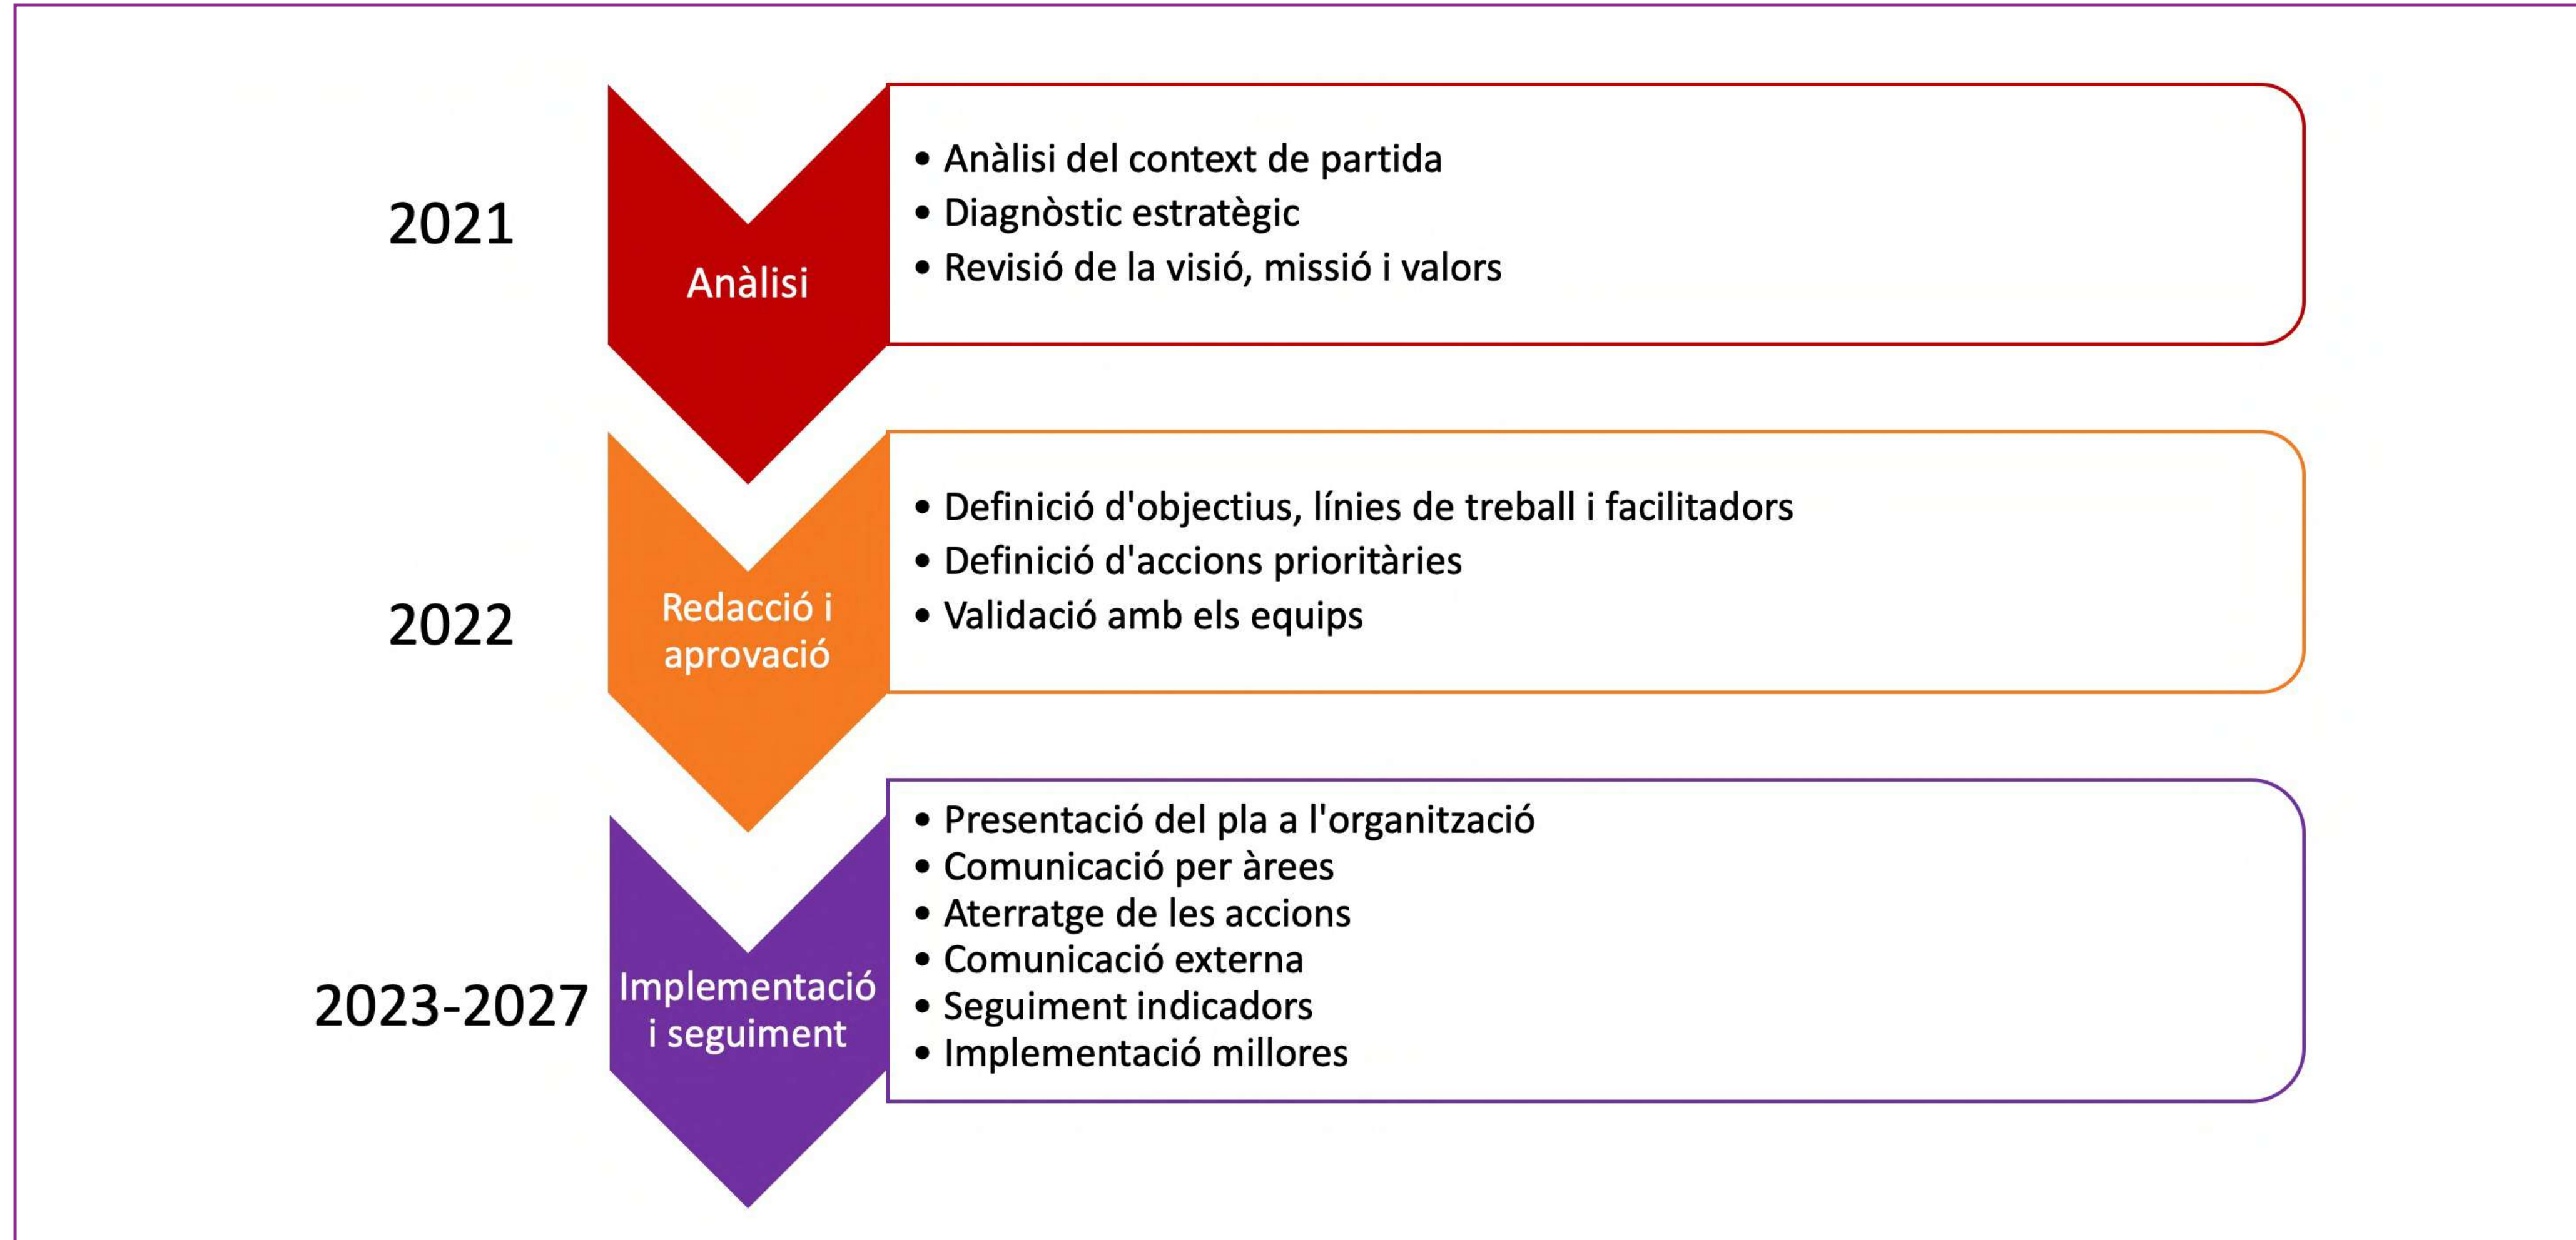 2021
Anàlisi
• Anàlisi del context de partida
• Diagnòstic estratègic
• Revisió de la visió, missió i valors
2022
Redacció i
aprovació
• Definició d'objectius, línies de treball i facilitadors
• Definició d'accions prioritàries
• Validació amb els equips
2023-2027
Implementació
i seguiment
• Presentació del pla a l'organització
• Comunicació per àrees
• Aterratge de les accions
• Comunicació externa
• Seguiment indicadors
• Implementació millores